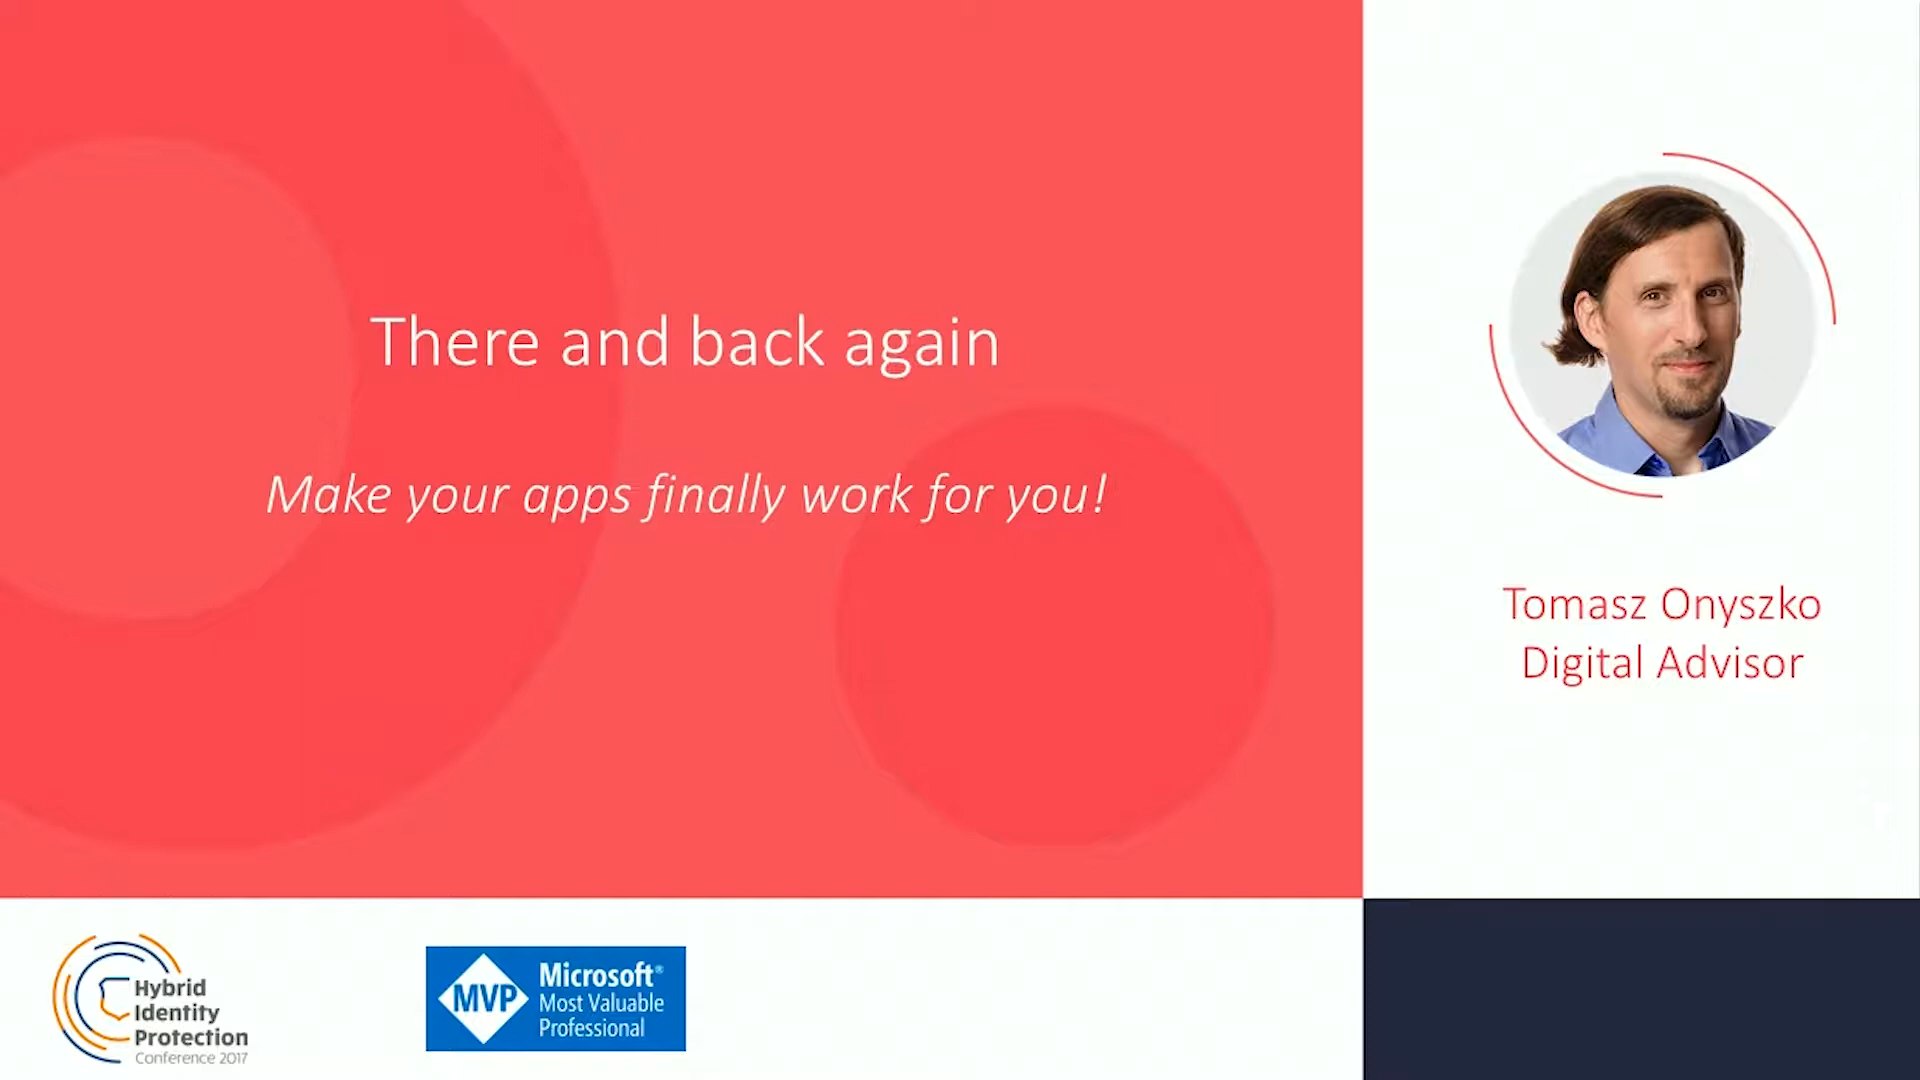 There and back again
Make your apps finally work for you!
Tomasz Onyszko
Digital Advisor
Hybrid
Identity
Protection
Conference 2017
MVP
Microsoft®
Most Valuable
Professional